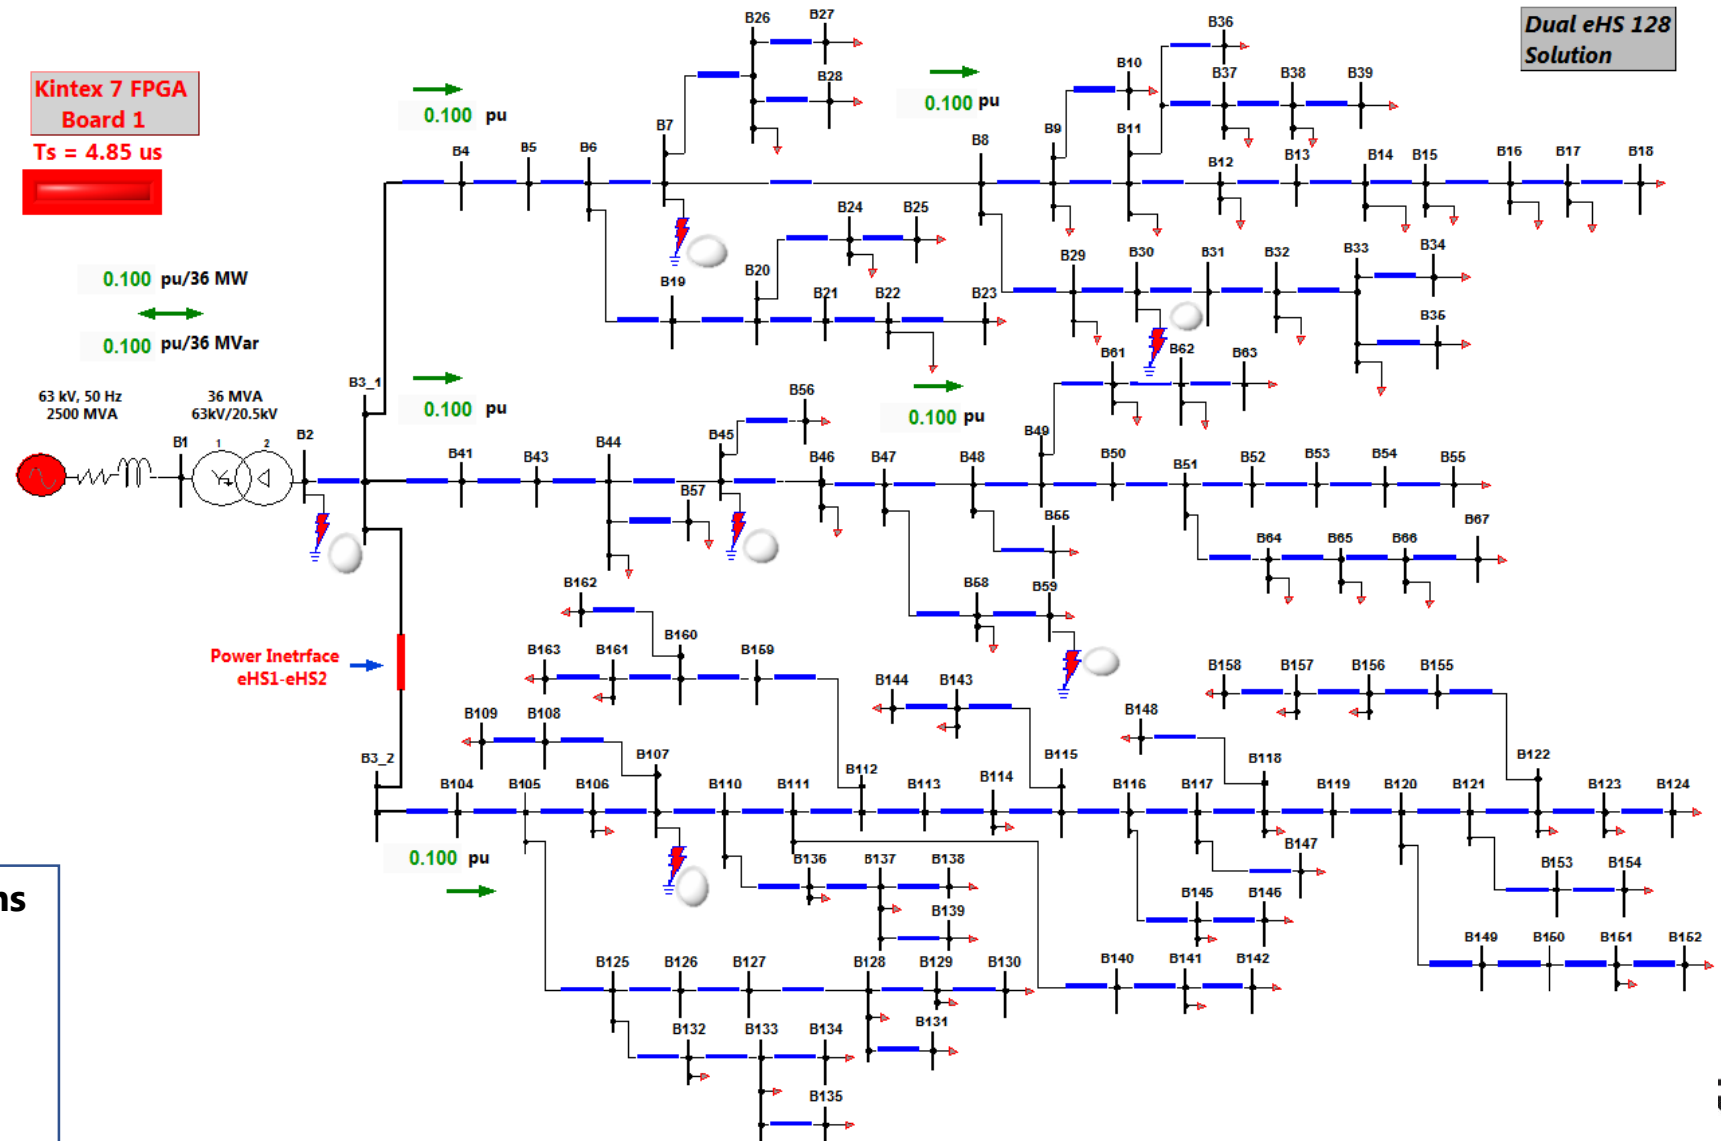 Dual eHS 128
Solution
Kintex 7 FPGA
Board 1
Ts = 4.85 us
0.100 pu
0.100 pu
B26 B27
B28
B36
B10
B37 B38 B39
B7
B4 B5 B6
B8 B9 B11
B12 B13 B14 B15 B16 B17 B18
B24 B25
B19 B20 B21 B22 B23
B29 B30 B31 B32 B33 B34
B35
0.100 pu/36 MW
0.100 pu/36 MVar
63 kV, 50 Hz
2500 MVA
36 MVA
63kV/20.5kV
B1
1 2
B2
B3_1
0.100 pu
0.100 pu
B61 B62 B63
B56
B41 B43 B44 B45 B46 B47 B48 B49 B50 B51 B52 B53 B54 B55
B57
B55
B64 B65 B66 B67
B58 B59
B162
B160
B163 B161 B159
Power Inetrface
eHS1-eHS2
B144 B143
B158 B157 B156 B155
B148
B109 B108
B107
B3_2
B104 B105 B106 B110 B111 B112 B113 B114 B115 B116 B117 B118 B119 B120 B121 B122 B123 B124
0.100 pu
B136 B137 B138
B139
B147
B145 B146
B153 B154
B149 B150 B151 B152
B125 B126 B127 B128 B129 B130
B140 B141 B142
B131
B132 B133 B134
B135
ns